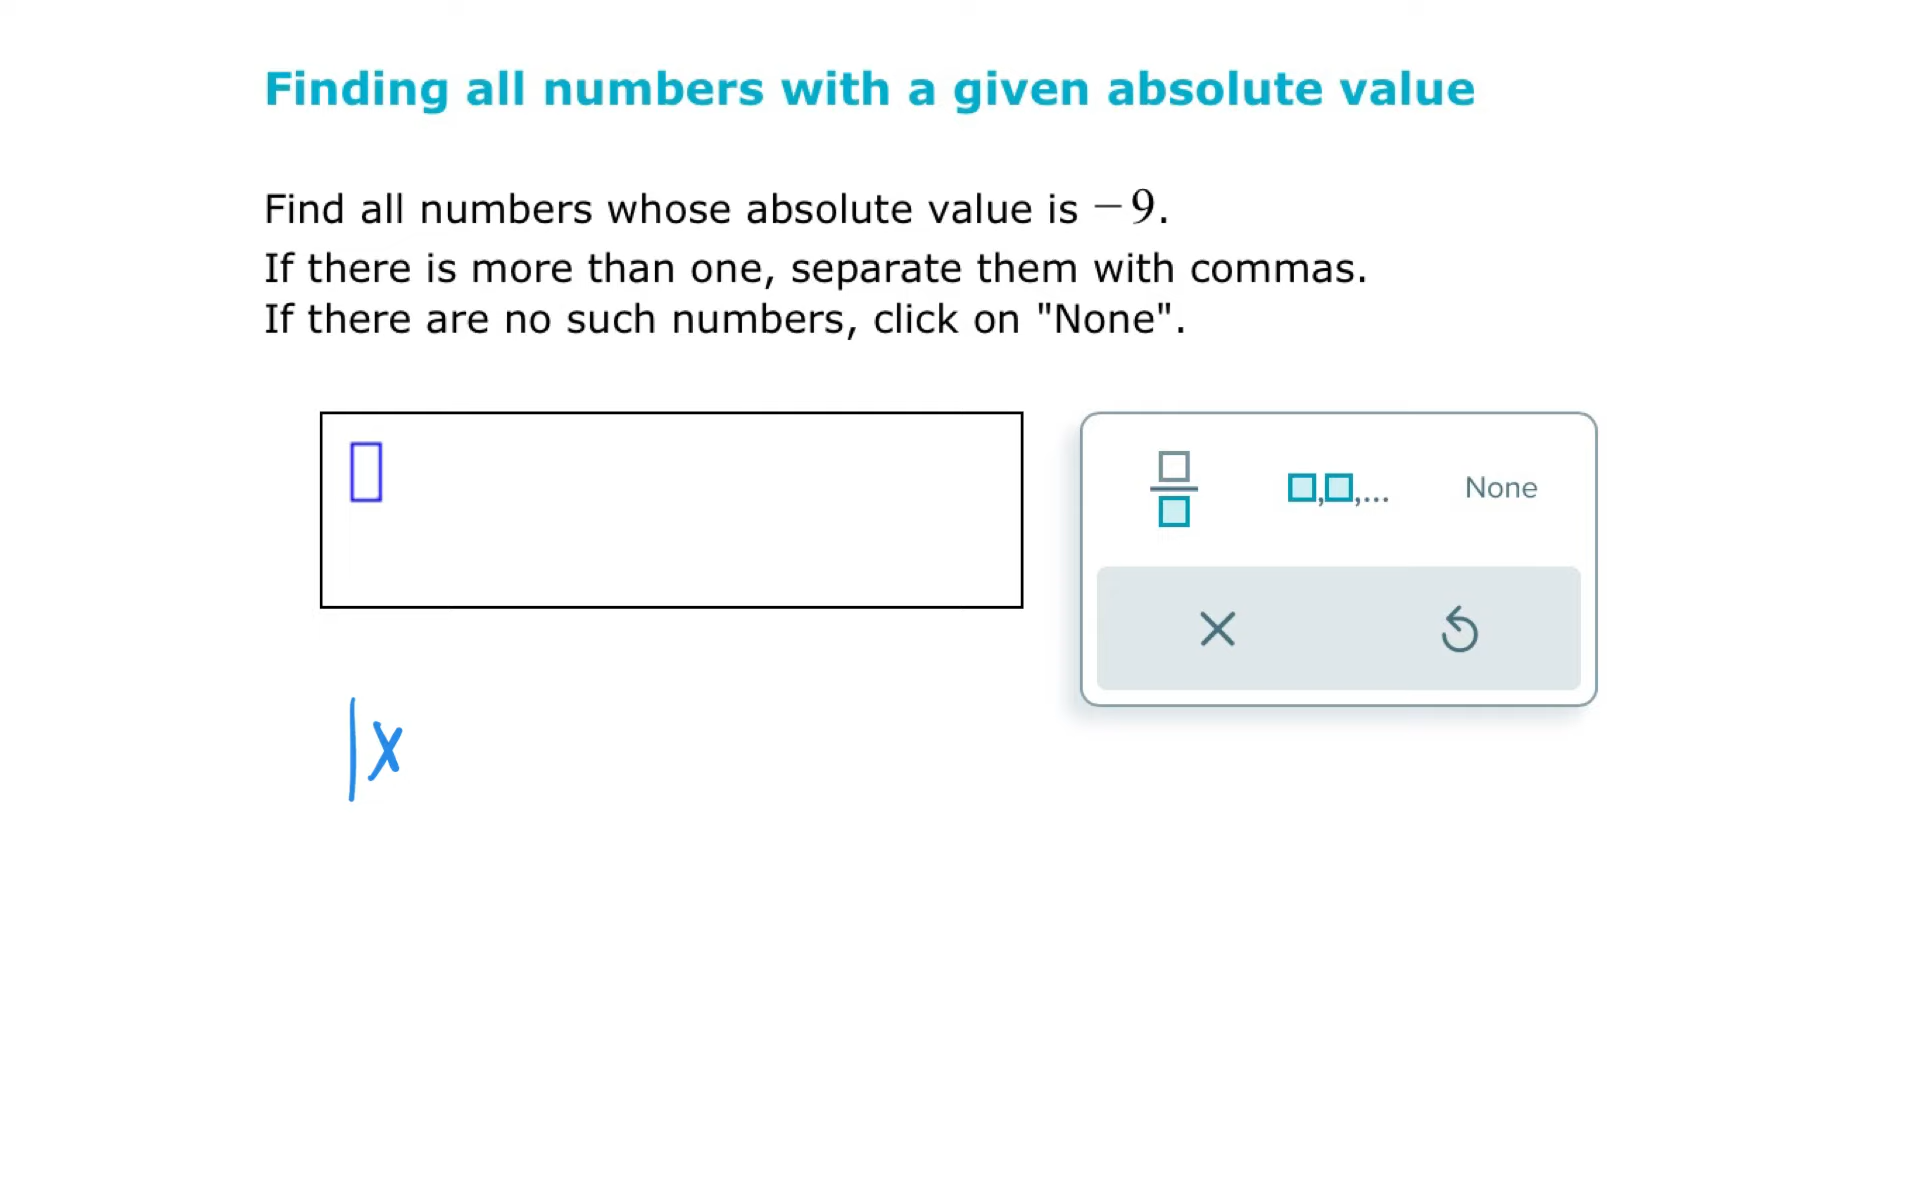 Finding all numbers with a given absolute value
Find all numbers whose absolute value is −9.
If there is more than one, separate them with commas.
If there are no such numbers, click on "None".
▯,▯,... None
|x